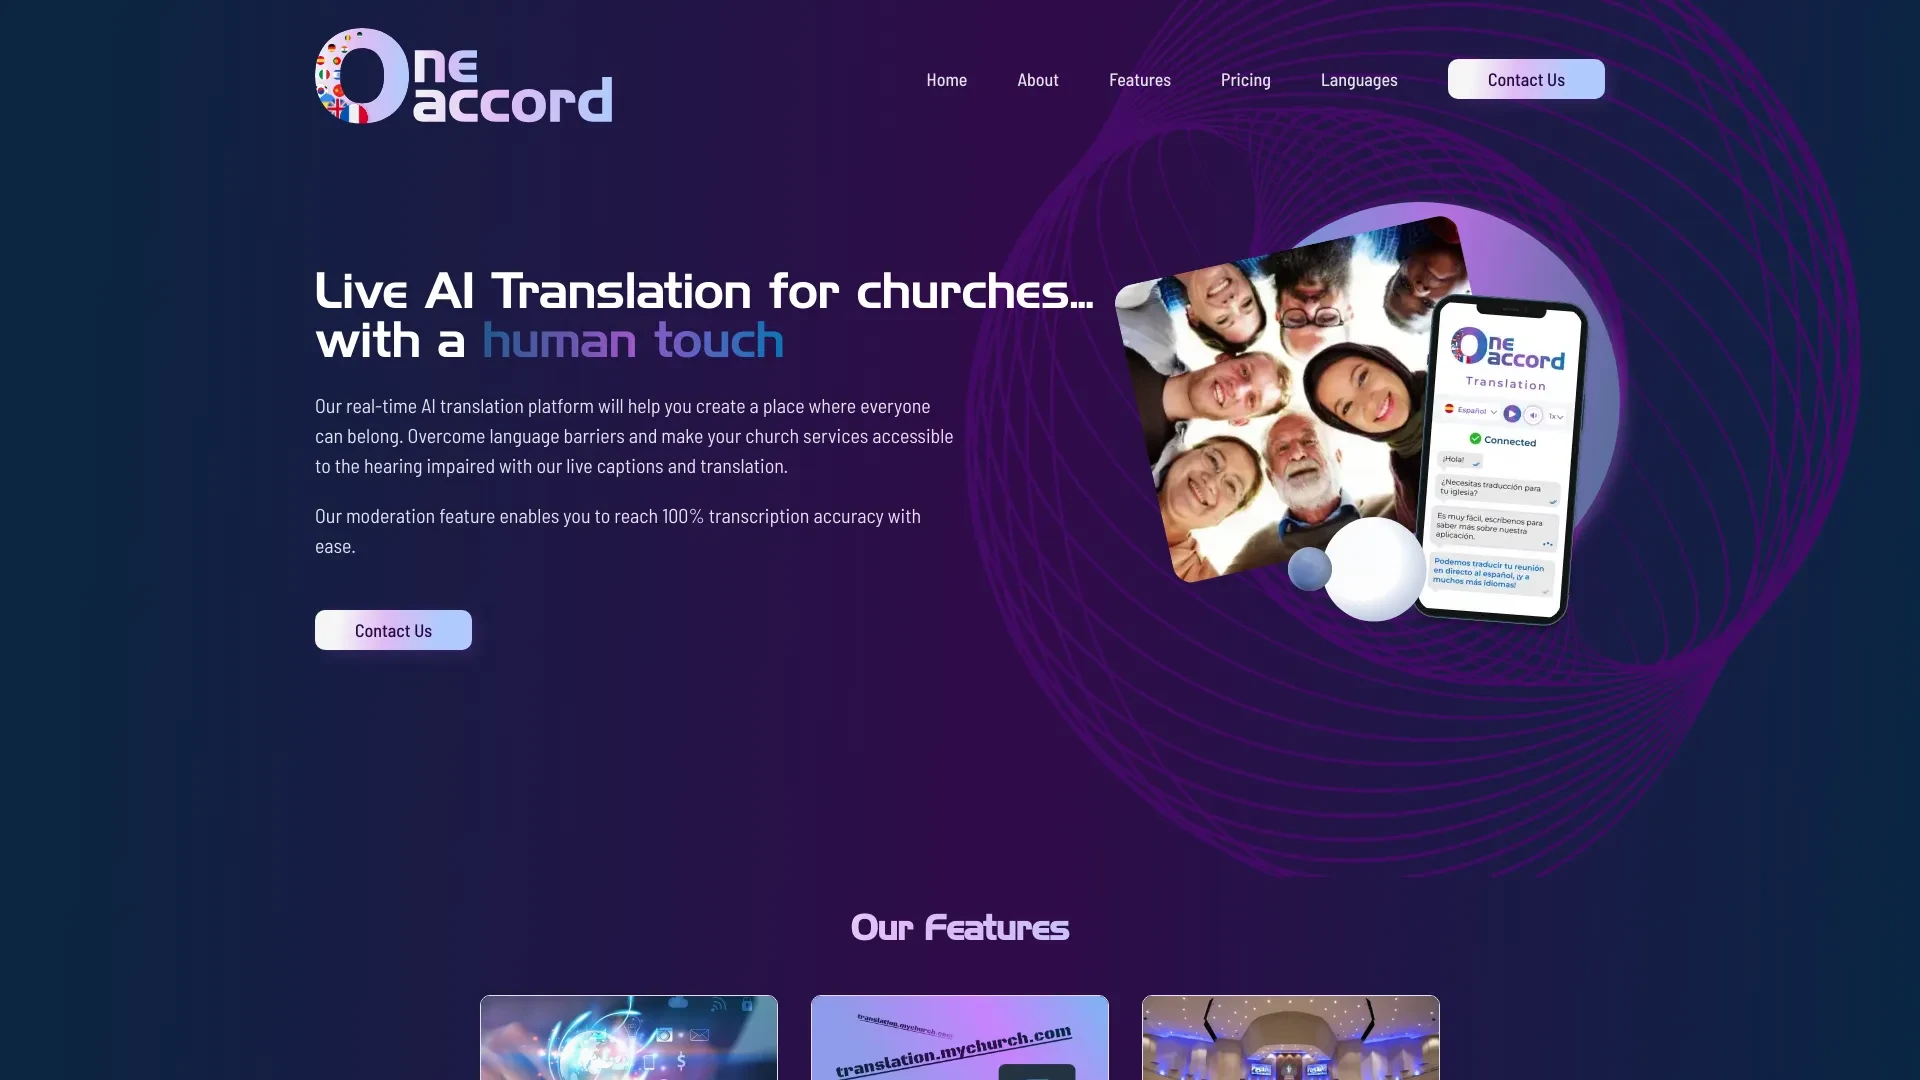 One
accord
Home
About
Features
Pricing
Languages
Contact Us
Live AI Translation for churches...
with a human touch
Our real-time AI translation platform will help you create a place where everyone
can belong. Overcome language barriers and make your church services accessible
to the hearing impaired with our live captions and translation.
Our moderation feature enables you to reach 100% transcription accuracy with
ease.
Contact Us
One
accord
Translation
Español
1x
Connected
¡Hola!
¿Necesitas traducción para
tu iglesia?
Es muy fácil, escríbenos para
saber más sobre nuestra
aplicación.
Podemos traducir tu reunión
en directo al español, ¡y a
muchos más idiomas!
Our Features
translation.mychurch.com
translation.mychurch.com